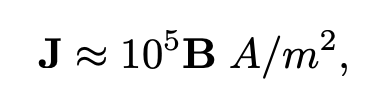 𝐉 ≈ 10⁵𝐁 A/m²,